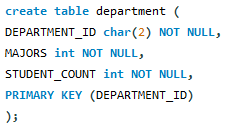 create table department (
DEPARTMENT_ID char(2) NOT NULL,
MAJORS int NOT NULL,
STUDENT_COUNT int NOT NULL,
PRIMARY KEY (DEPARTMENT_ID)
);